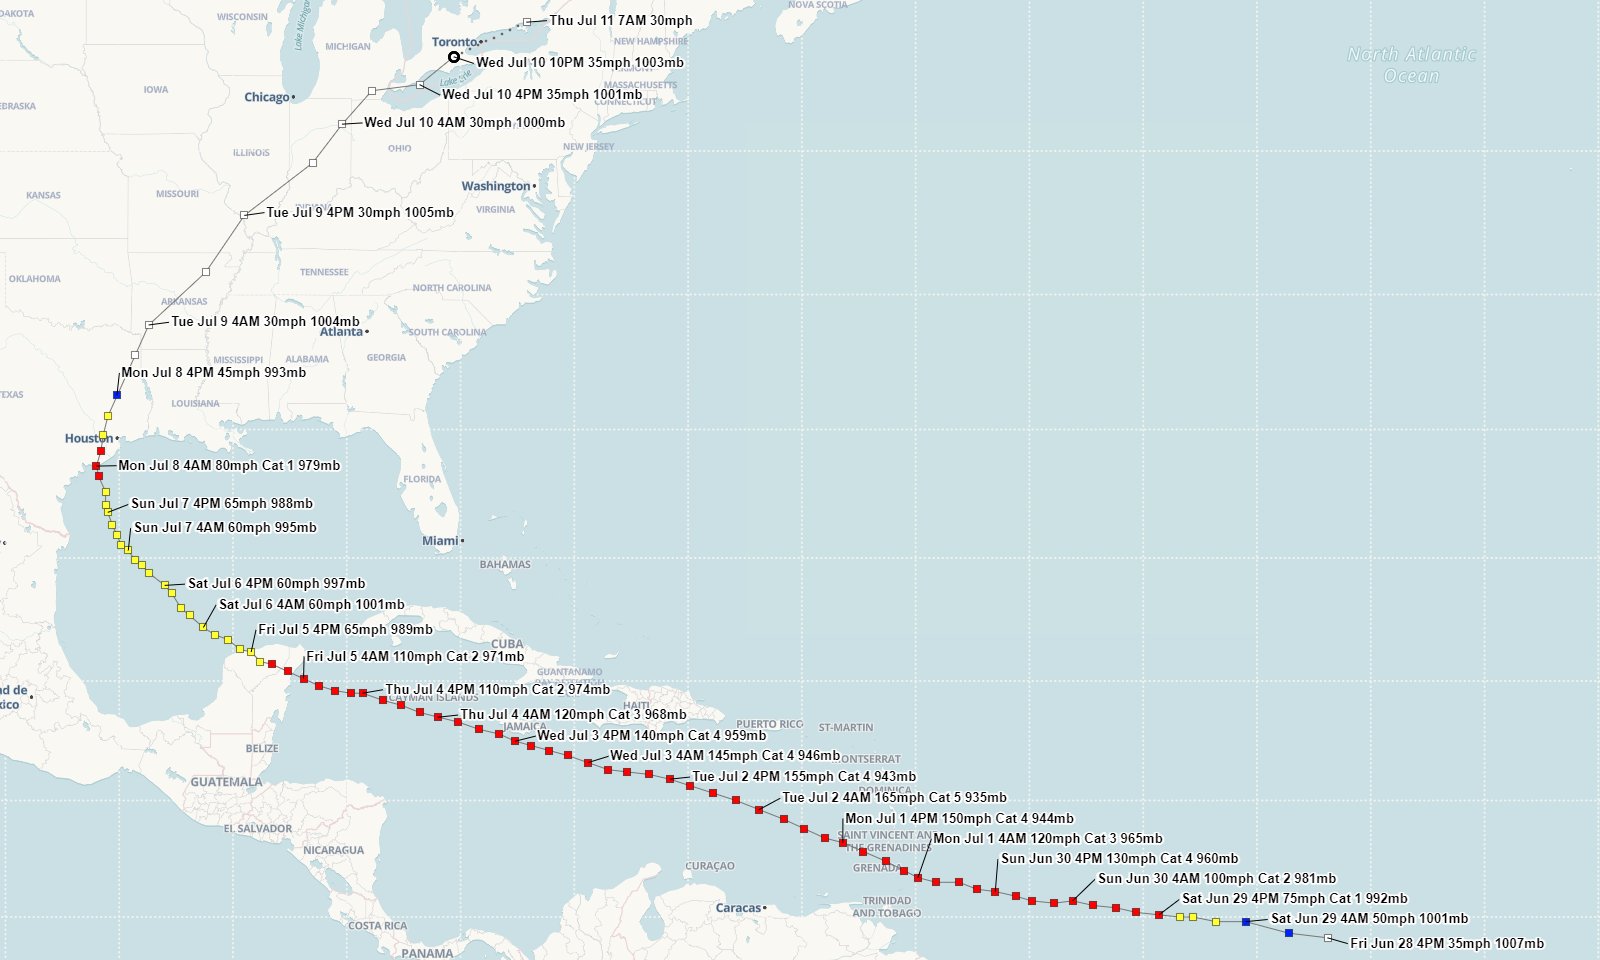 NOVA SCOTIA
DAKOTA
WISCONSIN
Lake Michigan
Thu Jul 11 7AM 30mph
Toronto
NEW HAMPSHIRE
MICHIGAN
North Atlantic
Ocean
Wed Jul 10 10PM 35mph 1003mb
Lake Erie
MASSACHUSETTS
IOWA
Chicago
Wed Jul 10 4PM 35mph 1001mb
CONNECTICUT
EBRASKA
Wed Jul 10 4AM 30mph 1000mb
ILLINOIS
OHIO
NEW JERSEY
KANSAS
MISSOURI
Washington
INDIANA
VIRGINIA
Tue Jul 9 4PM 30mph 1005mb
OKLAHOMA
TENNESSEE
NORTH CAROLINA
ARKANSAS
Tue Jul 9 4AM 30mph 1004mb
Atlanta
SOUTH CAROLINA
MISSISSIPPI
ALABAMA
GEORGIA
Mon Jul 8 4PM 45mph 993mb
TEXAS
LOUISIANA
Houston
Mon Jul 8 4AM 80mph Cat 1 979mb
FLORIDA
Sun Jul 7 4PM 65mph 988mb
Sun Jul 7 4AM 60mph 995mb
Miami
BAHAMAS
Sat Jul 6 4PM 60mph 997mb
Sat Jul 6 4AM 60mph 1001mb
Fri Jul 5 4PM 65mph 989mb
CUBA
Fri Jul 5 4AM 110mph Cat 2 971mb
GUANTANAMO
Thu Jul 4 4PM 110mph Cat 2 974mb
CAYMAN ISLANDS
ad de
xico
HAITI
Thu Jul 4 4AM 120mph Cat 3 968mb
JAMAICA
PUERTO RICO
ST-MARTIN
Wed Jul 3 4PM 140mph Cat 4 959mb
BELIZE
Wed Jul 3 4AM 145mph Cat 4 946mb
ONTSERRAT
Tue Jul 2 4PM 155mph Cat 4 943mb
GUATEMALA
DOMINICA
Tue Jul 2 4AM 165mph Cat 5 935mb
Mon Jul 1 4PM 150mph Cat 4 944mb
EL SALVADOR
SAINT VINCENT AN
THE GRENADINES
Mon Jul 1 4AM 120mph Cat 3 965mb
NICARAGUA
Sun Jun 30 4PM 130mph Cat 4 960mb
CURAÇAO
GRENADA
Sun Jun 30 4AM 100mph Cat 2 981mb
TRINIDAD
AND TOBAGO
Sat Jun 29 4PM 75mph Cat 1 992mb
Caracas
Sat Jun 29 4AM 50mph 1001mb
COSTA RICA
Fri Jun 28 4PM 35mph 1007mb
PANAMA